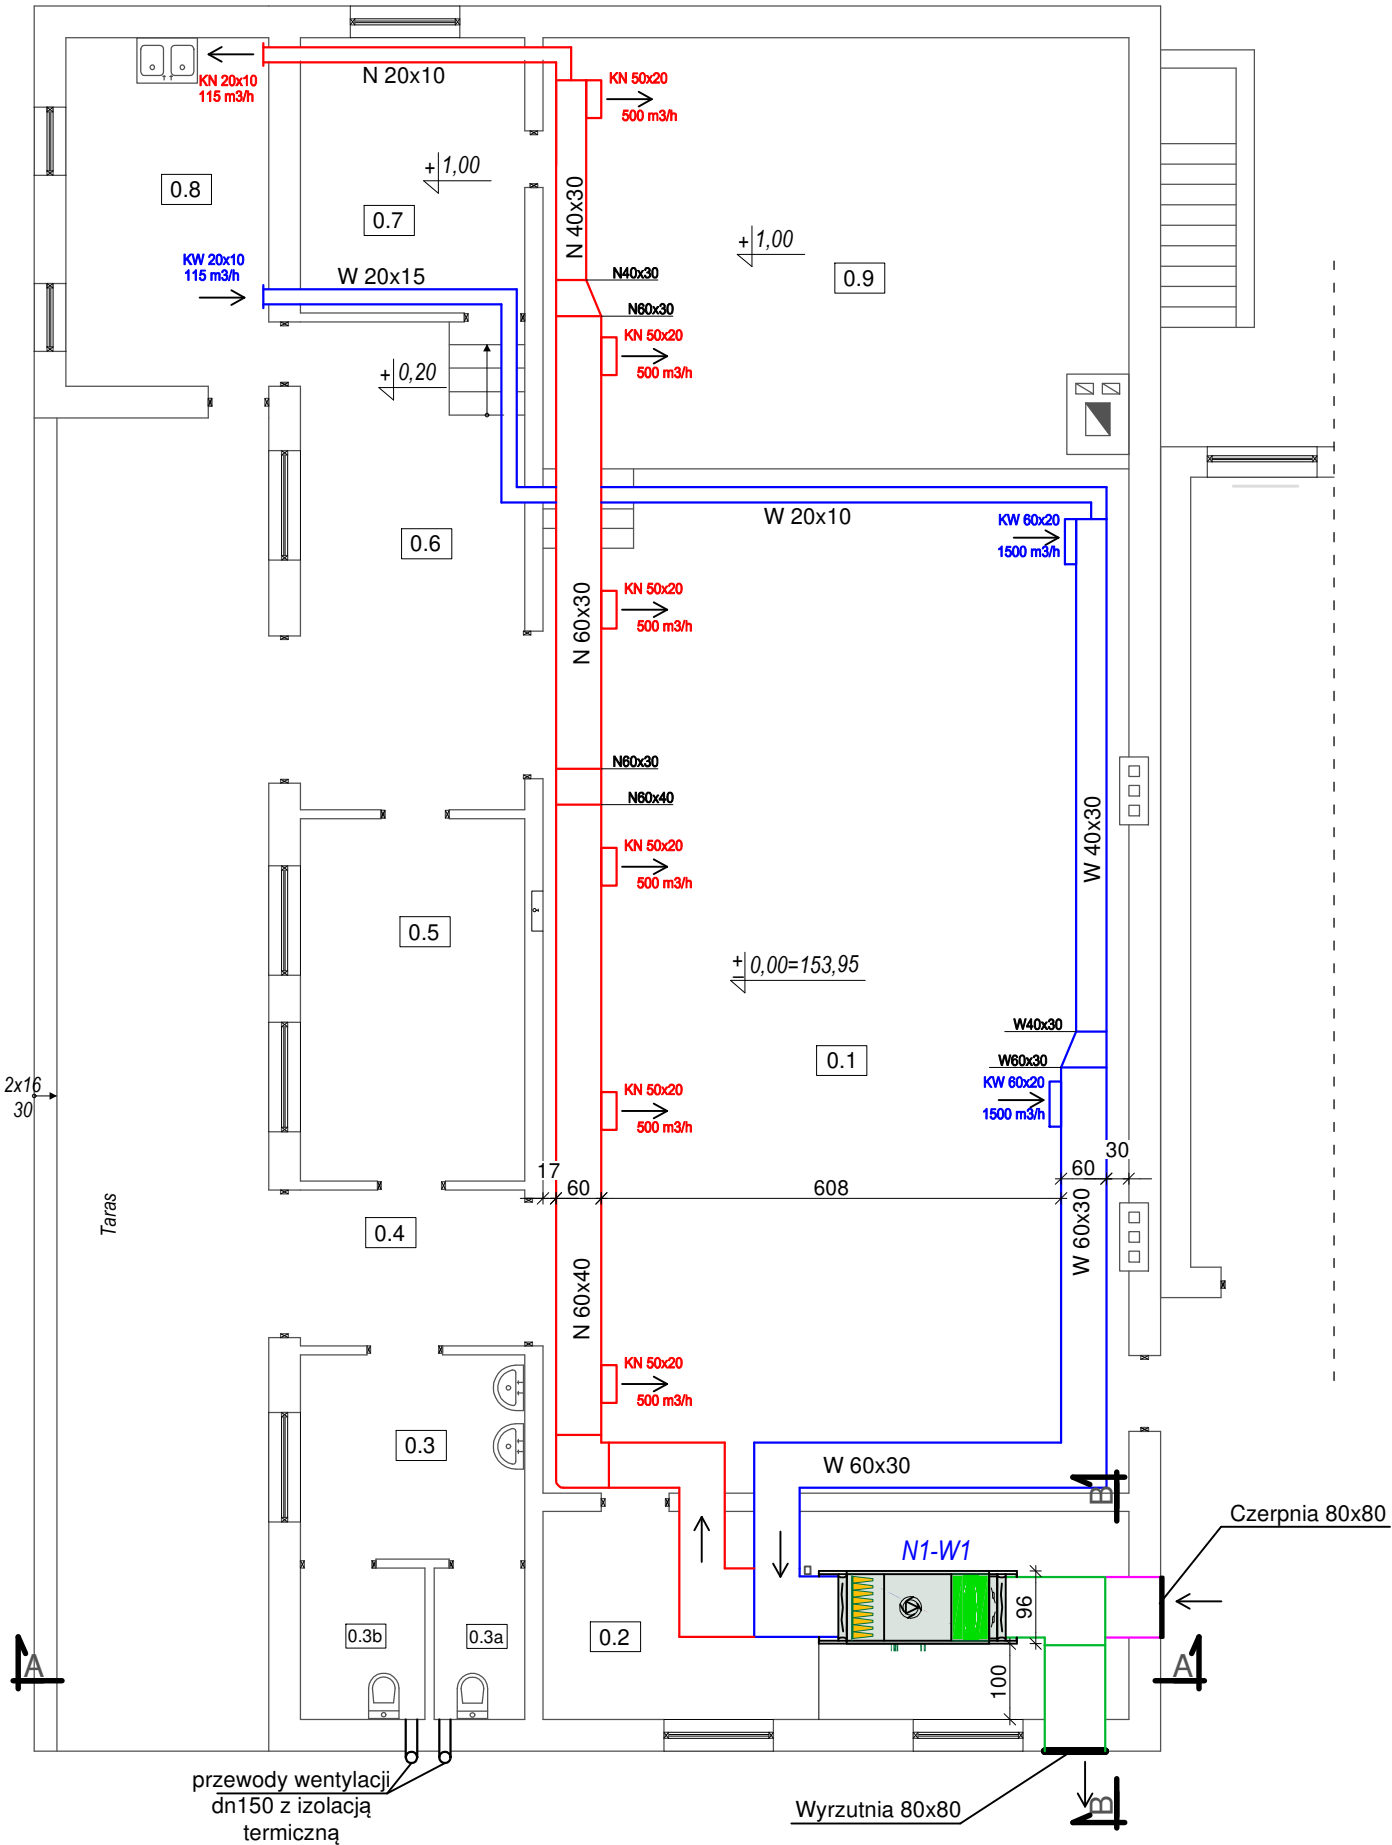 N 20x10
KN 20x10
115 m3/h
KN 50x20
500 m3/h
+ 1,00
0.8
0.7
N 40x30
+ 1,00
KW 20x10
115 m3/h
W 20x15
N40x30
0.9
N60x30
KN 50x20
500 m3/h
+ 0,20
W 20x10
KW 60x20
1500 m3/h
0.6
KN 50x20
500 m3/h
N 60x30
N60x30
N60x40
W 40x30
KN 50x20
500 m3/h
0.5
± 0,00=153,95
W40x30
0.1
W60x30
KW 60x20
1500 m3/h
2x16
30
KN 50x20
500 m3/h
17
60
608
60
30
Taras
0.4
W 60x30
N 60x40
KN 50x20
500 m3/h
0.3
W 60x30
B
Czerpnia 80x80
N1-W1
96
0.3b
0.3a
0.2
A
A
100
przewody wentylacji
dn150 z izolacją
termiczną
Wyrzutnia 80x80
B